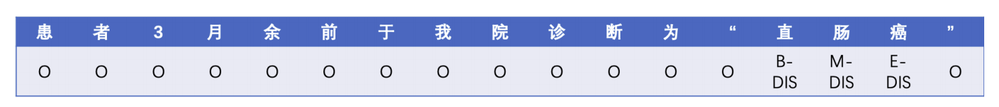 患 者 3 月 余 前 于 我 院 诊 断 为 “ 直 肠 癌 ”
O O O O O O O O O O O O O B-DIS M-DIS E-DIS O